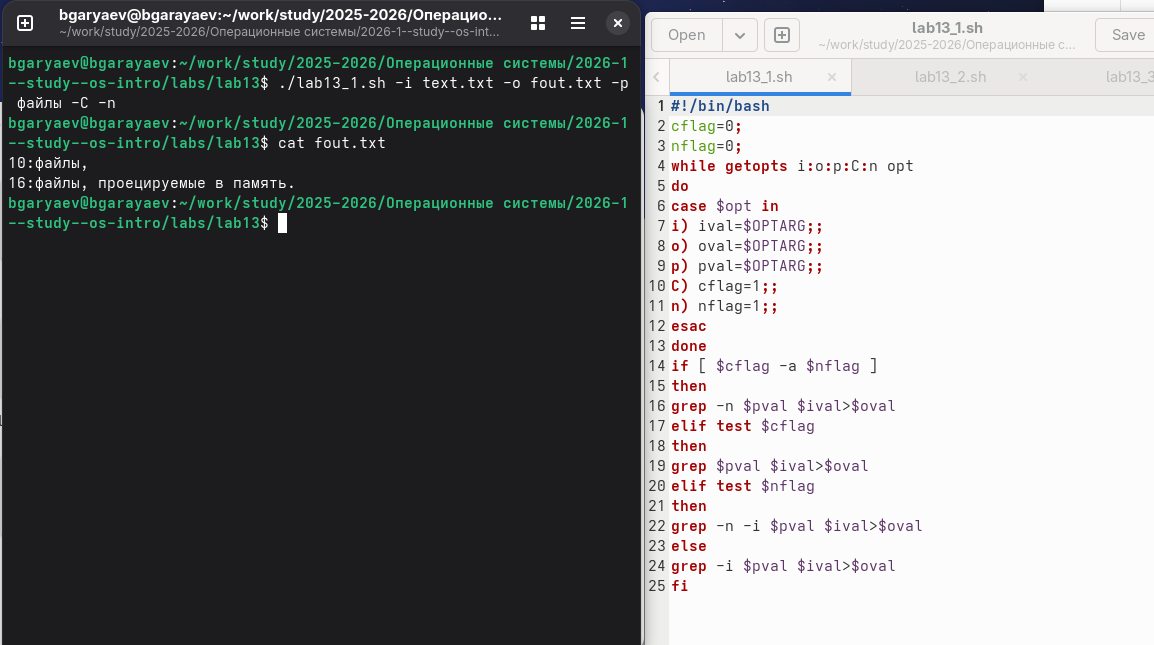 bgaryaev@bgarayaev:~/work/study/2025-2026/Операцио...
~/work/study/2025-2026/Операционные системы/2026-1--study--os-int...
bgaryaev@bgarayaev:~/work/study/2025-2026/Операционные системы/2026-1
--study--os-intro/labs/lab13$ ./lab13_1.sh -i text.txt -o fout.txt -p
файлы -C -n
bgaryaev@bgarayaev:~/work/study/2025-2026/Операционные системы/2026-1
--study--os-intro/labs/lab13$ cat fout.txt
10:файлы,
16:файлы, проецируемые в память.
bgaryaev@bgarayaev:~/work/study/2025-2026/Операционные системы/2026-1
--study--os-intro/labs/lab13$
Open
lab13_1.sh
~/work/study/2025-2026/Операционные с...
Save
lab13_1.sh
lab13_2.sh
lab13_3
1 #!/bin/bash
2 cflag=0;
3 nflag=0;
4 while getopts i:o:p:C:n opt
5 do
6 case $opt in
7 i) ival=$OPTARG;;
8 o) oval=$OPTARG;;
9 p) pval=$OPTARG;;
10 C) cflag=1;;
11 n) nflag=1;;
12 esac
13 done
14 if [ $cflag -a $nflag ]
15 then
16 grep -n $pval $ival>$oval
17 elif test $cflag
18 then
19 grep $pval $ival>$oval
20 elif test $nflag
21 then
22 grep -n -i $pval $ival>$oval
23 else
24 grep -i $pval $ival>$oval
25 fi